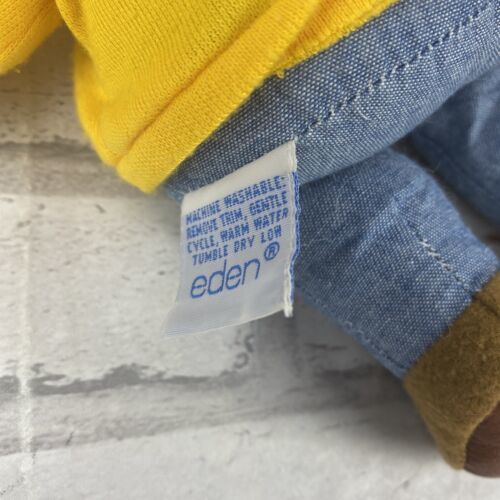 MACHINE WASHABLE:
REMOVE TRIM, GENTLE
CYCLE, WARM WATER
TUMBLE DRY LOW
eden®